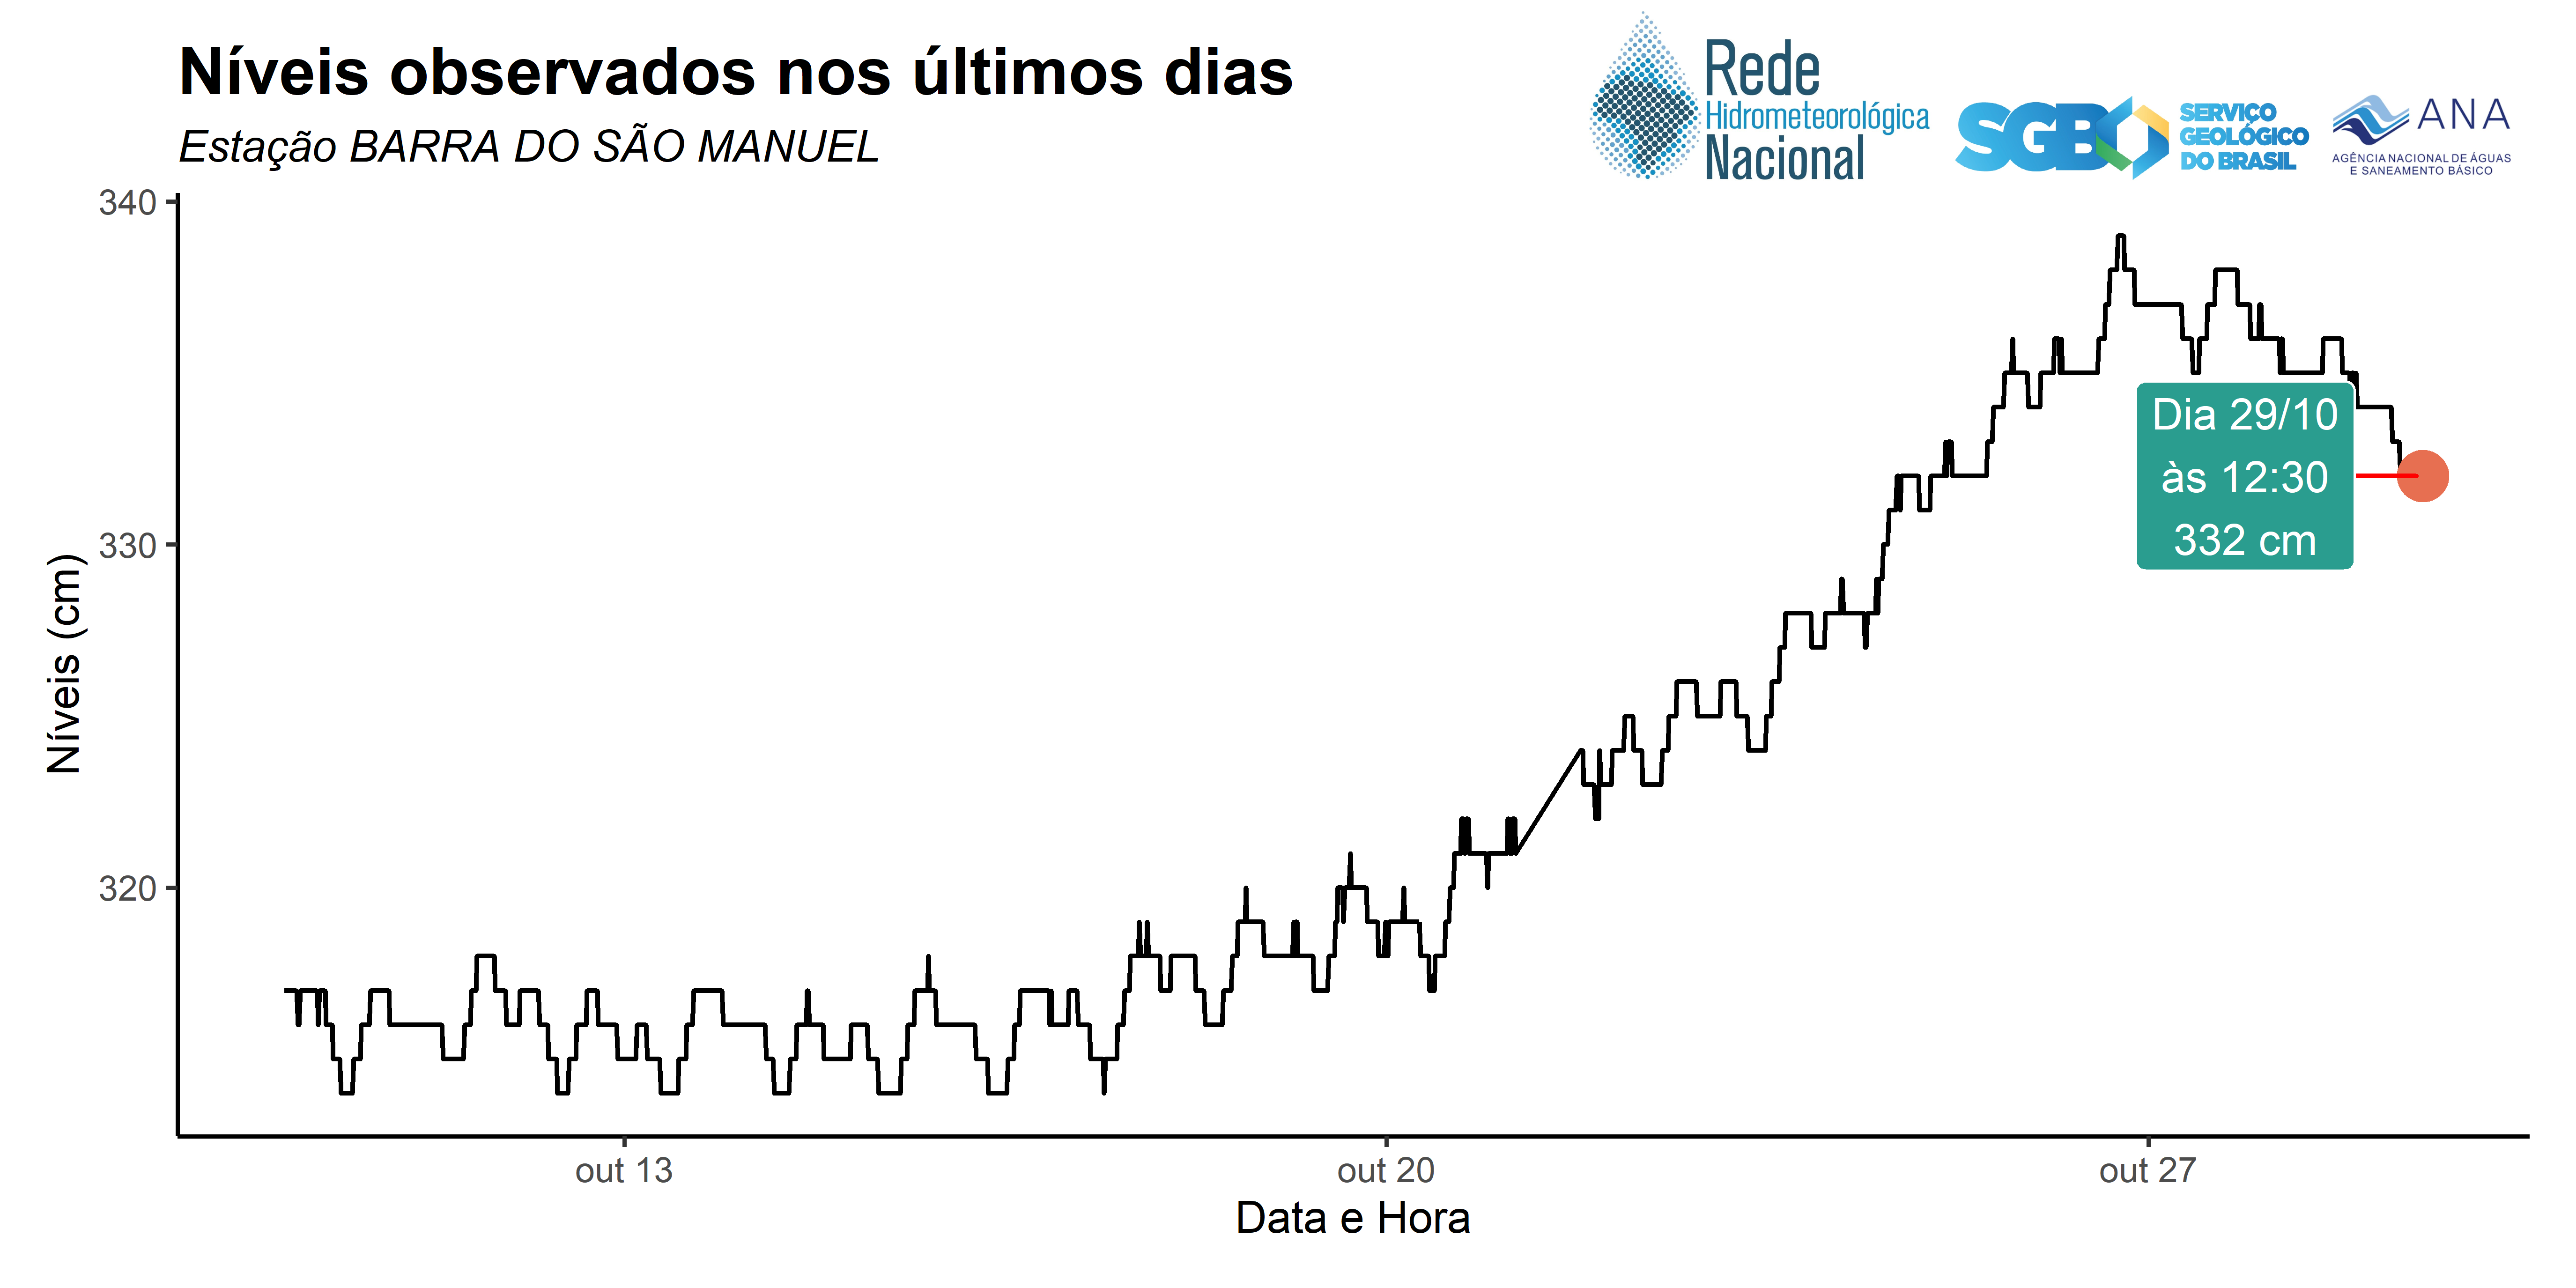 Níveis observados nos últimos dias
Estação BARRA DO SÃO MANUEL
Rede
Hidrometeorológica
Nacional
SGB
SERVIÇO
GEOLÓGICO
DO BRASIL
ANA
AGÊNCIA NACIONAL DE ÁGUAS
E SANEAMENTO BÁSICO
340
330
320
Níveis (cm)
Dia 29/10
às 12:30
332 cm
out 13
out 20
out 27
Data e Hora